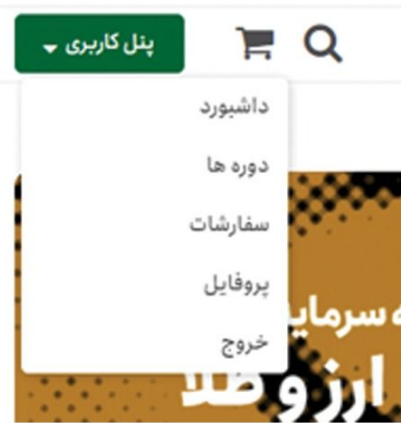 پنل کاربری
داشبورد
دوره ها
سفارشات
پروفایل
خروج
ه سرمای
ارز و طلا